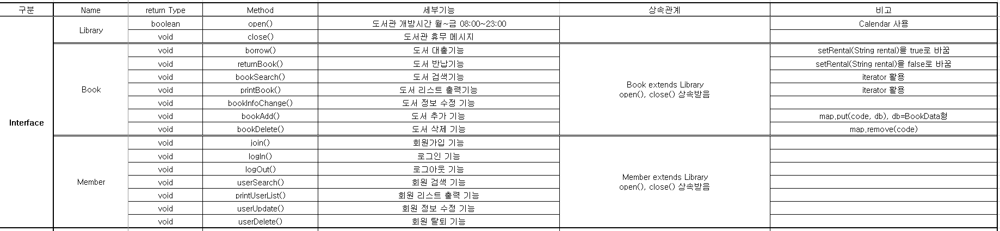 구분 Name return Type Method 세부기능 상속관계 비고
Interface
Library
boolean open() 도서관 개방시간 월~금 08:00~23:00 Calendar 사용
void close() 도서관 휴무 메시지
Book
void borrow() 도서 대출기능 setRental(String rental)을 true로 바꿈
void returnBook() 도서 반납기능 setRental(String rental)을 false로 바꿈
void bookSearch() 도서 검색기능 iterator 활용
Book extends Library
open(), close() 상속받음
void printBook() 도서 리스트 출력기능 iterator 활용
void bookInfoChange() 도서 정보 수정 기능
void bookAdd() 도서 추가 기능 map.put(code, db), db=BookData형
void bookDelete() 도서 삭제 기능 map.remove(code)
Member
void join() 회원가입 기능
void logIn() 로그인 기능
void logOut() 로그아웃 기능
Member extends Library
open(), close() 상속받음
void userSearch() 회원 검색 기능
void printUserList() 회원 리스트 출력 기능
void userUpdate() 회원 정보 수정 기능
void userDelete() 회원 탈퇴 기능